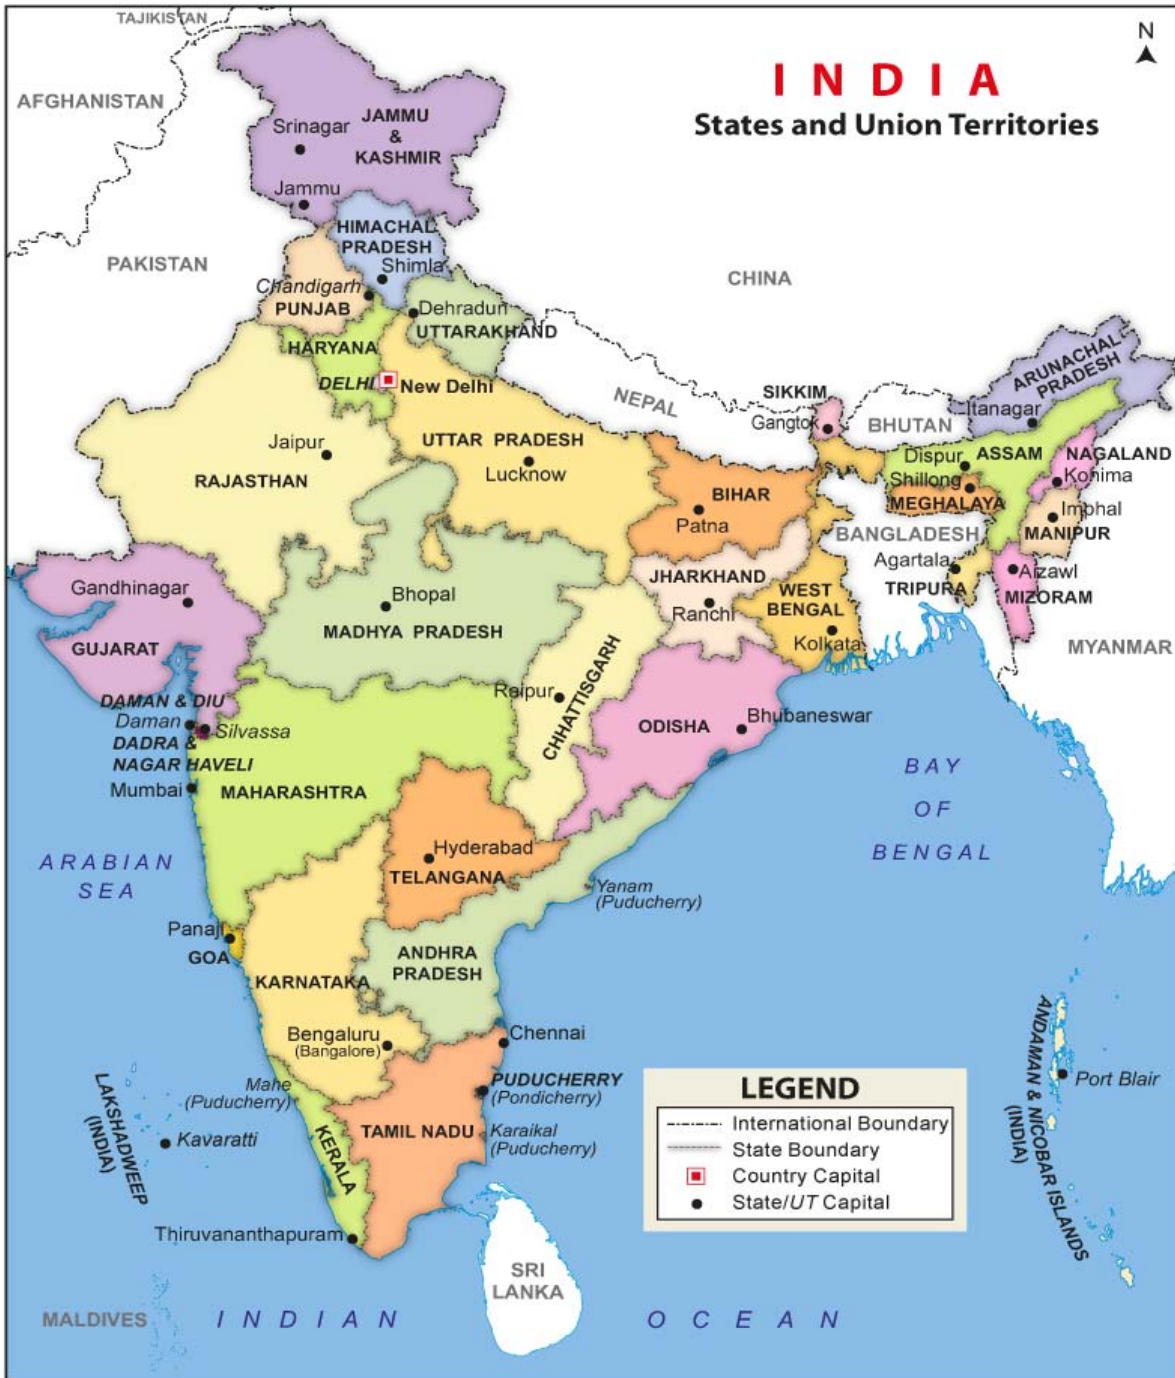 TAJIKISTAN
N
INDIA
States and Union Territories
AFGHANISTAN
JAMMU
&
KASHMIR
Srinagar
Jammu
HIMACHAL
PRADESH
Shimla
PAKISTAN
CHINA
Chandigarh
PUNJAB
Dehradun
UTTARAKHAND
HARYANA
DELHI
New Delhi
NEPAL
SIKKIM
Gangtok
BHUTAN
ARUNACHAL
PRADESH
Itanagar
Jaipur
RAJASTHAN
UTTAR PRADESH
Lucknow
BIHAR
Patna
Dispur
ASSAM
NAGALAND
Kohima
Shillong
MEGHALAYA
Imphal
MANIPUR
BANGLADESH
Agartala
TRIPURA
Aizawl
MIZORAM
MYANMAR
Gandhinagar
GUJARAT
Bhopal
MADHYA PRADESH
JHARKHAND
Ranchi
WEST
BENGAL
Kolkata
CHHATTISGARH
Raipur
ODISHA
Bhubaneswar
DAMAN & DIU
Daman
Silvassa
DADRA &
NAGAR HAVELI
Mumbai
MAHARASHTRA
BAY
OF
BENGAL
ARABIAN
SEA
Hyderabad
TELANGANA
Yanam
(Puducherry)
Panaji
GOA
KARNATAKA
ANDHRA
PRADESH
Bengaluru
(Bangalore)
Chennai
Mahe
(Puducherry)
PUDUCHERRY
(Pondicherry)
Karaikal
(Puducherry)
TAMIL NADU
KERALA
LAKSHADWEEP
(INDIA)
Kavaratti
Thiruvananthapuram
ANDAMAN & NICOBAR ISLANDS
(INDIA)
Port Blair
LEGEND
International Boundary
State Boundary
Country Capital
State/UT Capital
SRI
LANKA
MALDIVES
INDIAN OCEAN